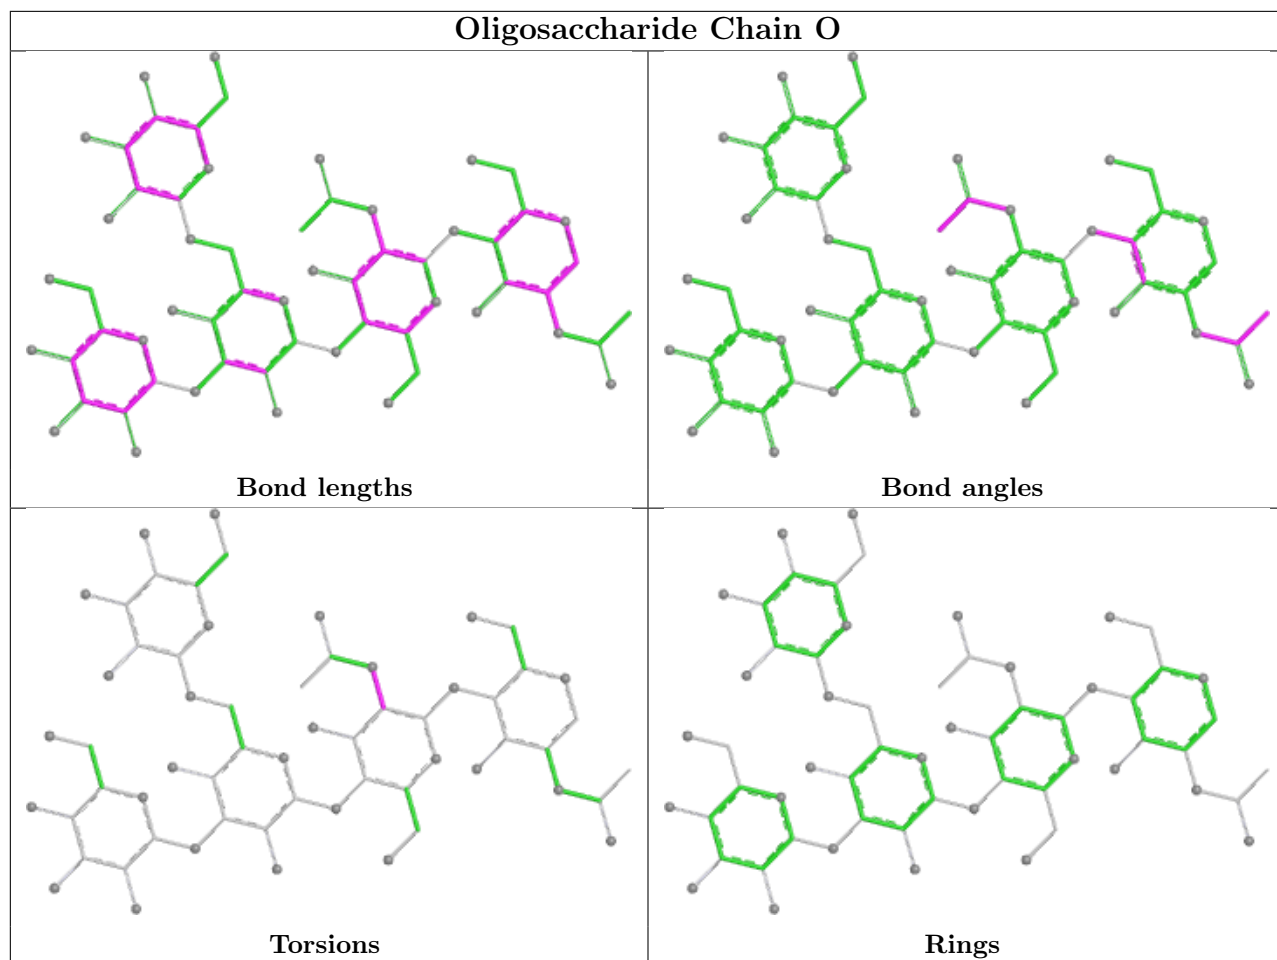 Oligosaccharide Chain O
Bond lengths
Bond angles
Torsions
Rings